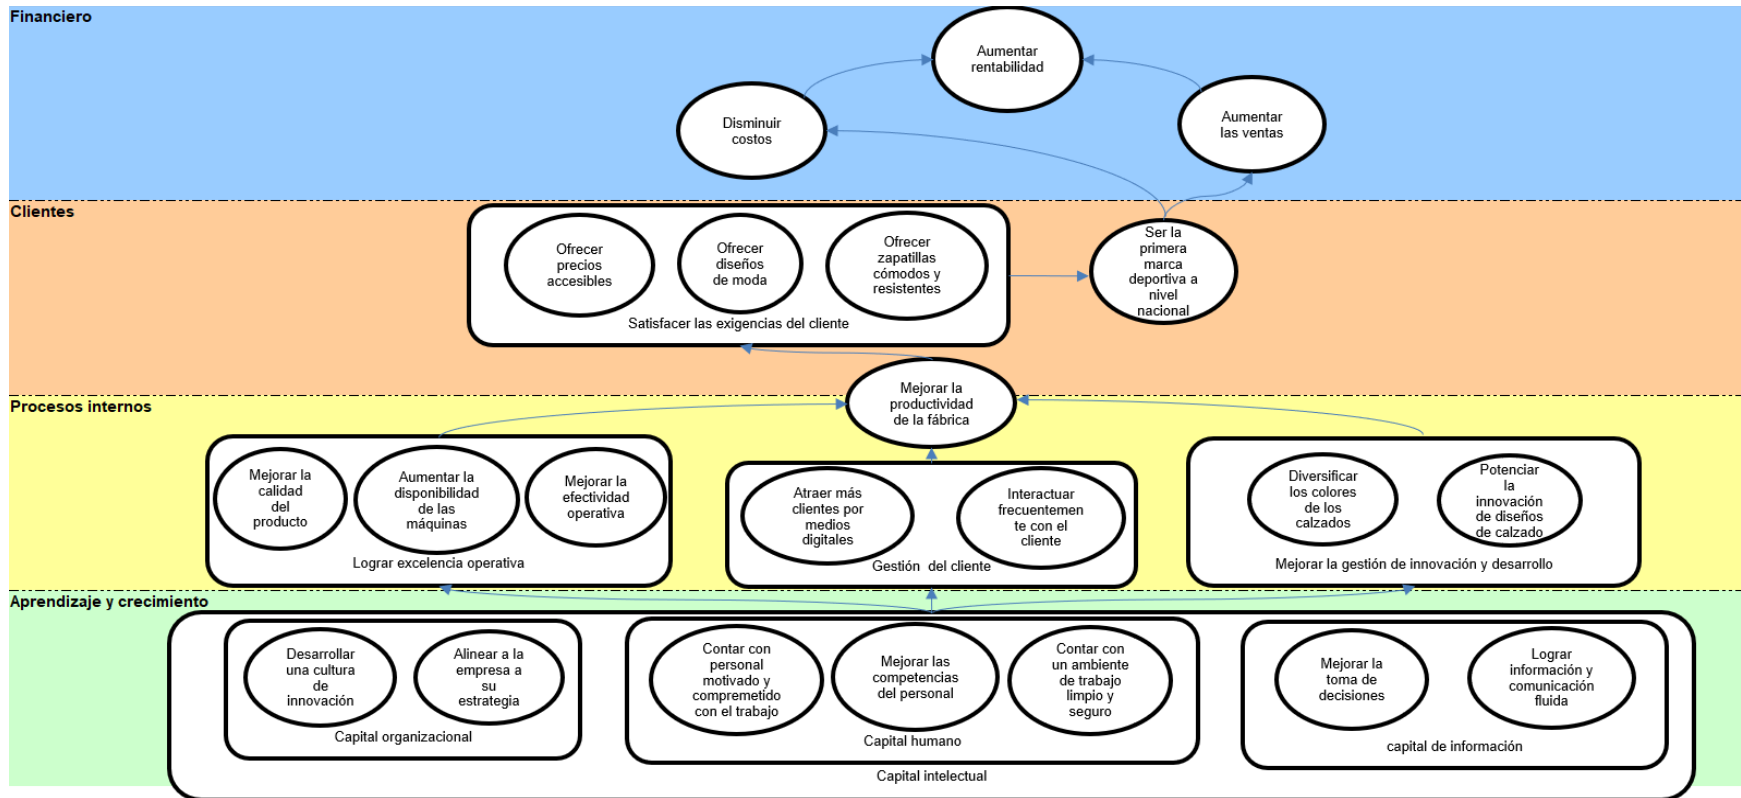 Financiero
Aumentar
rentabilidad
Disminuir
costos
Aumentar
las ventas
Clientes
Ofrecer
precios
accesibles
Ofrecer
diseños
de moda
Ofrecer
zapatillas
cómodos y
resistentes
Satisfacer las exigencias del cliente
Ser la
primera
marca
deportiva a
nivel
nacional
Mejorar la
productividad
de la fábrica
Procesos internos
Mejorar la
calidad
del
producto
Aumentar la
disponibilidad
de las
máquinas
Mejorar la
efectividad
operativa
Lograr excelencia operativa
Atraer más
clientes por
medios
digitales
Interactuar
frecuentemen
te con el
cliente
Gestión del cliente
Diversificar
los colores
de los
calzados
Potenciar
la
innovación
de diseños
de calzado
Mejorar la gestión de innovación y desarrollo
Aprendizaje y crecimiento
Desarrollar
una cultura
de
innovación
Alinear a la
empresa a
su
estrategia
Capital organizacional
Contar con
personal
motivado y
compremetido
con el trabajo
Mejorar las
competencias
del personal
Contar con
un ambiente
de trabajo
limpio y
seguro
Capital humano
Mejorar la
toma de
decisiones
Lograr
información y
comunicación
fluida
capital de información
Capital intelectual